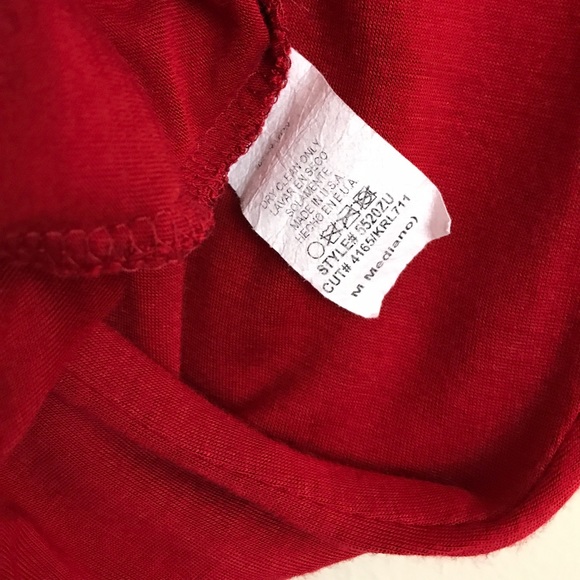 DRY CLEAN ONLY
LAVAR EN SECO
SOLAMENTE
MADE IN U.S.A
HECHO EN E.U.A
STYLE# 5520ZU
CUT# 4165/KRL711
M Mediano)